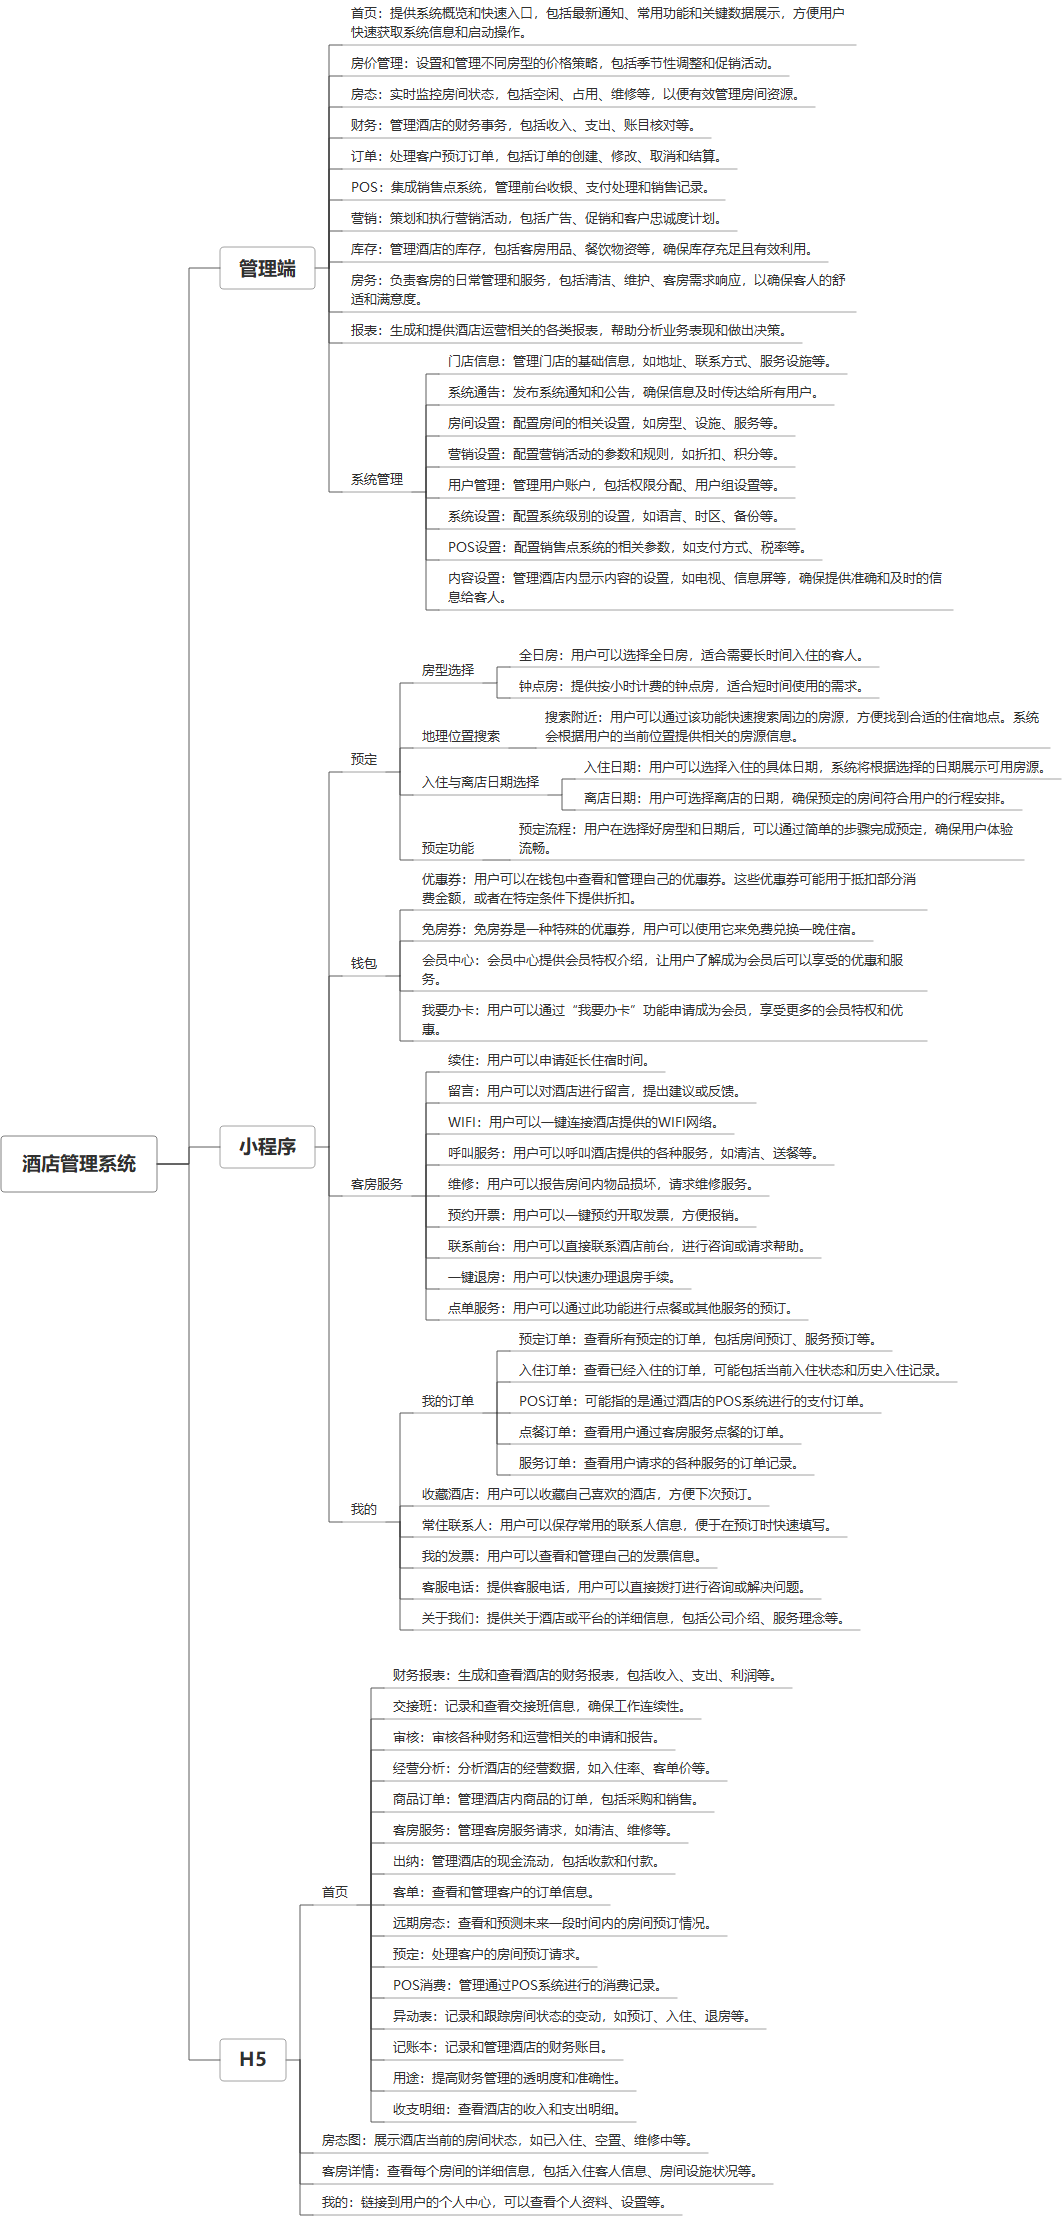 首页：提供系统概览和快速入口，包括最新通知、常用功能和关键数据展示，方便用户
快速获取系统信息和启动操作。
房价管理：设置和管理不同房型的价格策略，包括季节性调整和促销活动。
房态：实时监控房间状态，包括空闲、占用、维修等，以便有效管理房间资源。
财务：管理酒店的财务事务，包括收入、支出、账目核对等。
订单：处理客户预订订单，包括订单的创建、修改、取消和结算。
POS：集成销售点系统，管理前台收银、支付处理和销售记录。
营销：策划和执行营销活动，包括广告、促销和客户忠诚度计划。
库存：管理酒店的库存，包括客房用品、餐饮物资等，确保库存充足且有效利用。
管理端
房务：负责客房的日常管理和服务，包括清洁、维护、客房需求响应，以确保客人的舒
适和满意度。
报表：生成和提供酒店运营相关的各类报表，帮助分析业务表现和做出决策。
门店信息：管理门店的基础信息，如地址、联系方式、服务设施等。
系统通告：发布系统通知和公告，确保信息及时传达给所有用户。
房间设置：配置房间的相关设置，如房型、设施、服务等。
营销设置：配置营销活动的参数和规则，如折扣、积分等。
系统管理
用户管理：管理用户账户，包括权限分配、用户组设置等。
系统设置：配置系统级别的设置，如语言、时区、备份等。
POS设置：配置销售点系统的相关参数，如支付方式、税率等。
内容设置：管理酒店内显示内容的设置，如电视、信息屏等，确保提供准确和及时的信
息给客人。
全日房：用户可以选择全日房，适合需要长时间入住的客人。
房型选择
钟点房：提供按小时计费的钟点房，适合短时间使用的需求。
搜索附近：用户可以通过该功能快速搜索周边的房源，方便找到合适的住宿地点。系统
会根据用户的当前位置提供相关的房源信息。
地理位置搜索
预定
入住日期：用户可以选择入住的具体日期，系统将根据选择的日期展示可用房源。
入住与离店日期选择
离店日期：用户可选择离店的日期，确保预定的房间符合用户的行程安排。
预定流程：用户在选择好房型和日期后，可以通过简单的步骤完成预定，确保用户体验
流畅。
预定功能
优惠券：用户可以在钱包中查看和管理自己的优惠券。这些优惠券可能用于抵扣部分消
费金额，或者在特定条件下提供折扣。
免房券：免房券是一种特殊的优惠券，用户可以使用它来免费兑换一晚住宿。
钱包
会员中心：会员中心提供会员特权介绍，让用户了解成为会员后可以享受的优惠和服
务。
我要办卡：用户可以通过“我要办卡”功能申请成为会员，享受更多的会员特权和优
惠。
续住：用户可以申请延长住宿时间。
留言：用户可以对酒店进行留言，提出建议或反馈。
WIFI：用户可以一键连接酒店提供的WIFI网络。
小程序
呼叫服务：用户可以呼叫酒店提供的各种服务，如清洁、送餐等。
酒店管理系统
客房服务
维修：用户可以报告房间内物品损坏，请求维修服务。
预约开票：用户可以一键预约开取发票，方便报销。
联系前台：用户可以直接联系酒店前台，进行咨询或请求帮助。
一键退房：用户可以快速办理退房手续。
点单服务：用户可以通过此功能进行点餐或其他服务的预订。
预定订单：查看所有预定的订单，包括房间预订、服务预订等。
入住订单：查看已经入住的订单，可能包括当前入住状态和历史入住记录。
我的订单
POS订单：可能指的是通过酒店的POS系统进行的支付订单。
点餐订单：查看用户通过客房服务点餐的订单。
服务订单：查看用户请求的各种服务的订单记录。
收藏酒店：用户可以收藏自己喜欢的酒店，方便下次预订。
我的
常住联系人：用户可以保存常用的联系人信息，便于在预订时快速填写。
我的发票：用户可以查看和管理自己的发票信息。
客服电话：提供客服电话，用户可以直接拨打进行咨询或解决问题。
关于我们：提供关于酒店或平台的详细信息，包括公司介绍、服务理念等。
财务报表：生成和查看酒店的财务报表，包括收入、支出、利润等。
交接班：记录和查看交接班信息，确保工作连续性。
审核：审核各种财务和运营相关的申请和报告。
经营分析：分析酒店的经营数据，如入住率、客单价等。
商品订单：管理酒店内商品的订单，包括采购和销售。
客房服务：管理客房服务请求，如清洁、维修等。
出纳：管理酒店的现金流动，包括收款和付款。
首页
客单：查看和管理客户的订单信息。
远期房态：查看和预测未来一段时间内的房间预订情况。
预定：处理客户的房间预订请求。
POS消费：管理通过POS系统进行的消费记录。
异动表：记录和跟踪房间状态的变动，如预订、入住、退房等。
记账本：记录和管理酒店的财务账目。
H5
用途：提高财务管理的透明度和准确性。
收支明细：查看酒店的收入和支出明细。
房态图：展示酒店当前的房间状态，如已入住、空置、维修中等。
客房详情：查看每个房间的详细信息，包括入住客人信息、房间设施状况等。
我的：链接到用户的个人中心，可以查看个人资料、设置等。